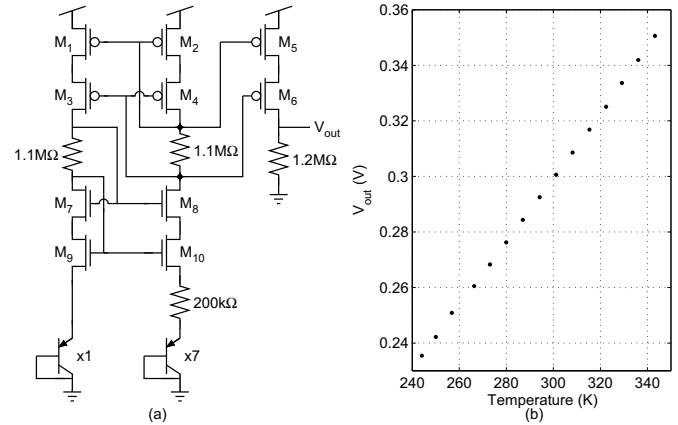 M1
M2
M5
M3
M4
M6
Vout
1.1MΩ
1.1MΩ
1.2MΩ
M7
M8
M9
M10
200kΩ
x1
x7
(a)
0.36
0.34
0.32
0.3
0.28
0.26
0.24
Vout (V)
240 260 280 300 320 340
Temperature (K)
(b)